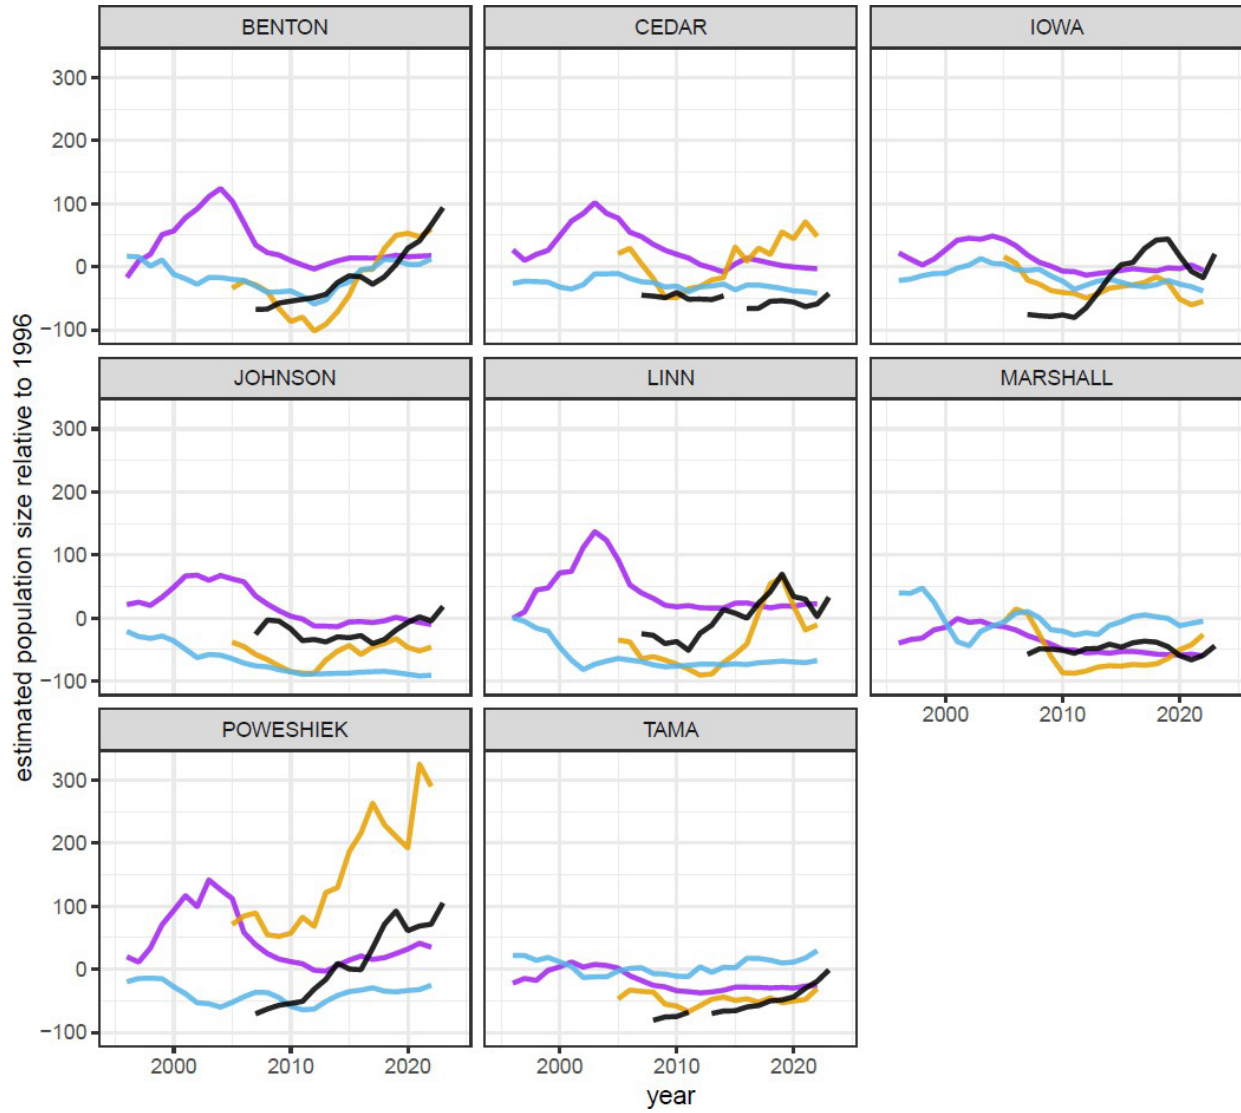 BENTON CEDAR IOWA
300
200
100
0
−100
JOHNSON LINN MARSHALL
300
200
100
0
−100
2000 2010 2020
POWESHIEK TAMA
300
200
100
0
−100
2000 2010 2020 2000 2010 2020
year
estimated population size relative to 1996